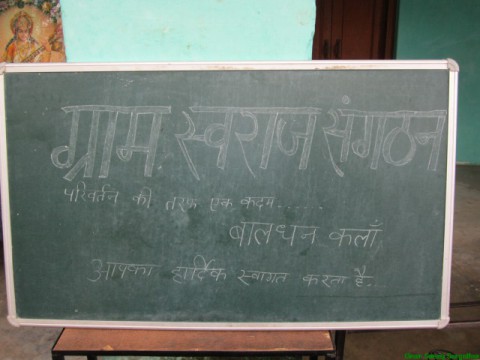 ग्राम स्वराज संगठन
परिवर्तन की तरफ एक कदम......
बालधन कलाँ
आपका हार्दिक स्वागत करता है.